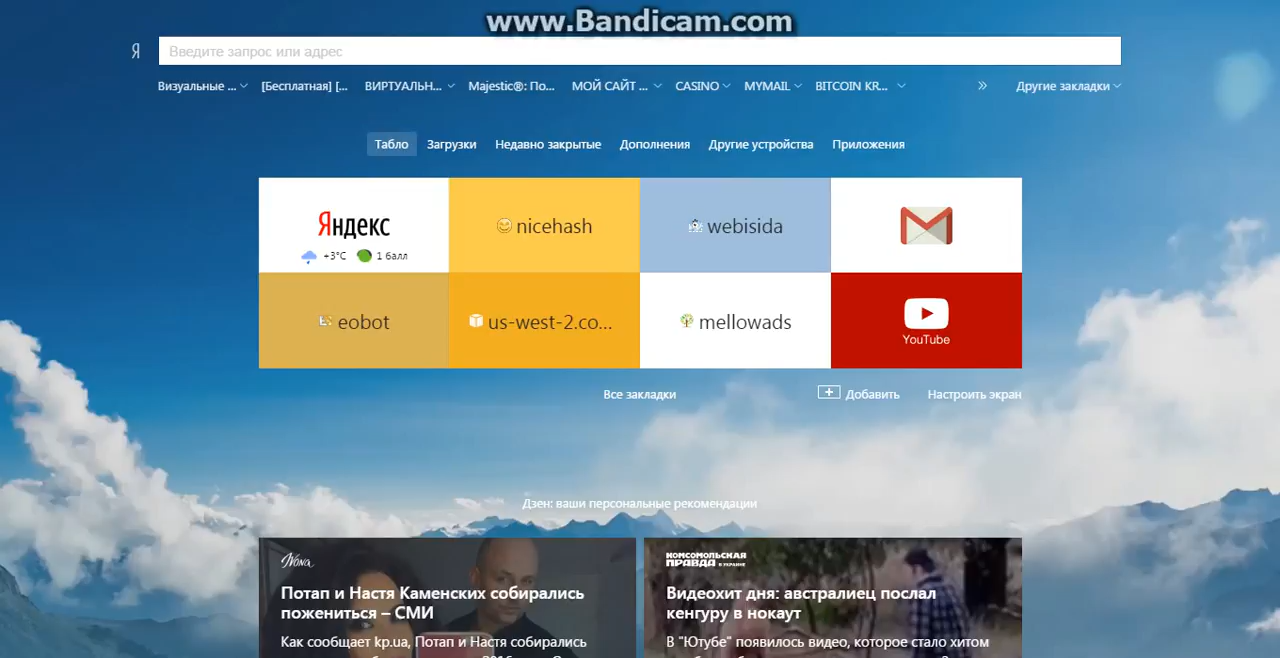 www.Bandicam.com
Я Введите запрос или адрес
Визуальные ... [Бесплатная] [... ВИРТУАЛЬН... Majestic®: По... МОЙ САЙТ ... CASINO MYMAIL BITCOIN KR... » Другие закладки
Табло Загрузки Недавно закрытые Дополнения Другие устройства Приложения
Яндекс
+3°C 1 балл
nicehash
webisida
eobot
us-west-2.co...
mellowads
YouTube
Все закладки Добавить Настроить экран
Дзен: ваши персональные рекомендации
Потап и Настя Каменских собирались
пожениться – СМИ
Как сообщает kp.ua, Потап и Настя собирались
КОМСОМОЛЬСКАЯ
ПРАВДА В УКРАИНЕ
Видеохит дня: австралиец послал
кенгуру в нокаут
В "Ютубе" появилось видео, которое стало хитом